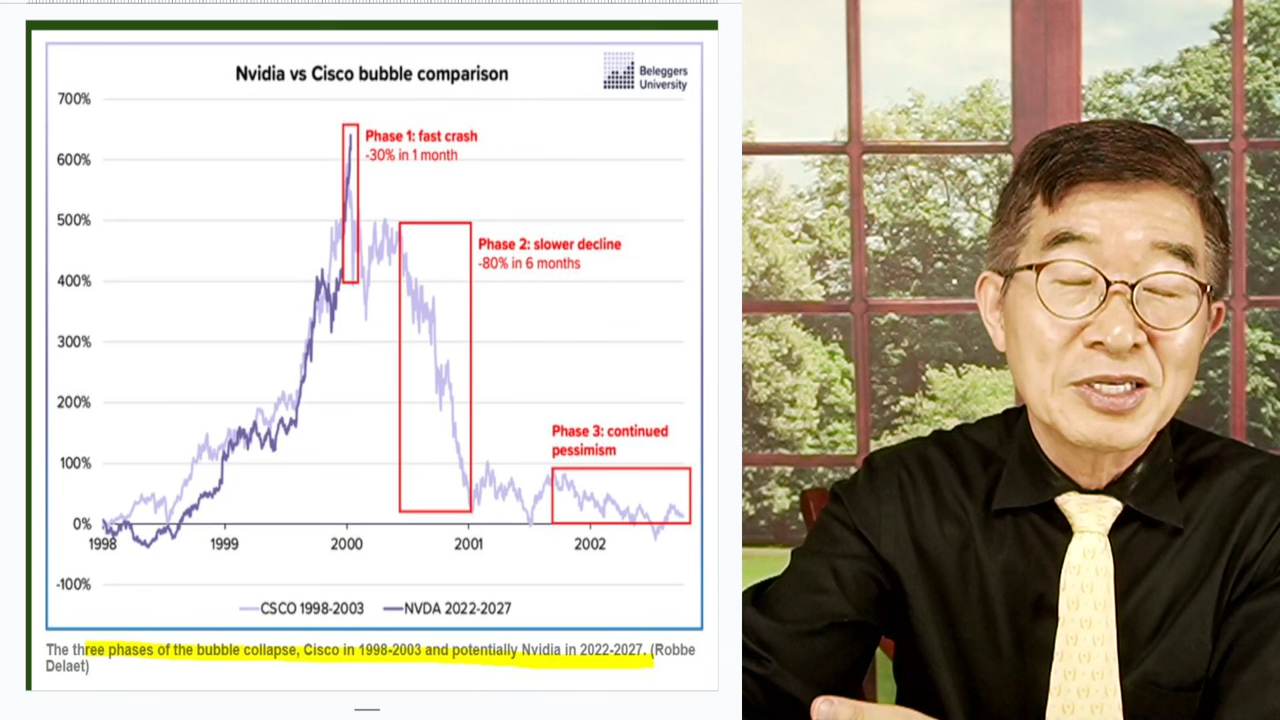 Nvidia vs Cisco bubble comparison
Beleggers
University
700%
600%
500%
400%
300%
200%
100%
0%
-100%
Phase 1: fast crash
-30% in 1 month
Phase 2: slower decline
-80% in 6 months
Phase 3: continued
pessimism
1998
1999
2000
2001
2002
CSCO 1998-2003
NVDA 2022-2027
The three phases of the bubble collapse, Cisco in 1998-2003 and potentially Nvidia in 2022-2027. (Robbe
Delaet)